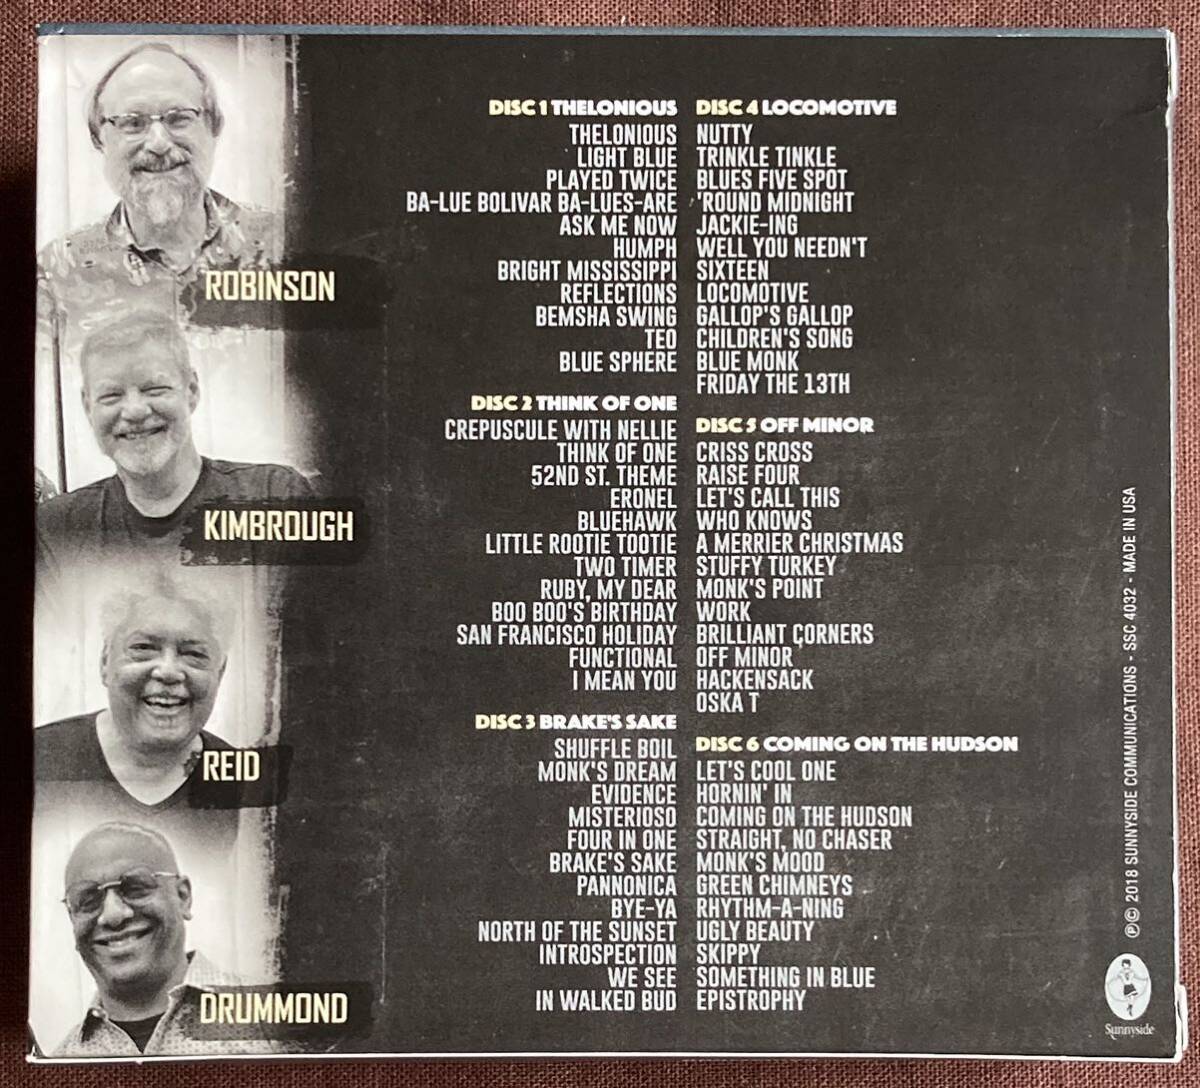 ROBINSON
KIMBROUGH
REID
DRUMMOND
DISC 1 THELONIOUS
THELONIOUS
LIGHT BLUE
PLAYED TWICE
BA-LUE BOLIVAR BA-LUES-ARE
ASK ME NOW
HUMPH
BRIGHT MISSISSIPPI
REFLECTIONS
BEMSHA SWING
TEO
BLUE SPHERE
DISC 2 THINK OF ONE
CREPUSCULE WITH NELLIE
THINK OF ONE
52ND ST. THEME
ERONEL
BLUEHAWK
LITTLE ROOTIE TOOTIE
TWO TIMER
RUBY, MY DEAR
BOO BOO'S BIRTHDAY
SAN FRANCISCO HOLIDAY
FUNCTIONAL
I MEAN YOU
DISC 3 BRAKE'S SAKE
SHUFFLE BOIL
MONK'S DREAM
EVIDENCE
MISTERIOSO
FOUR IN ONE
BRAKE'S SAKE
PANNONICA
BYE-YA
NORTH OF THE SUNSET
INTROSPECTION
WE SEE
IN WALKED BUD
DISC 4 LOCOMOTIVE
NUTTY
TRINKLE TINKLE
BLUES FIVE SPOT
'ROUND MIDNIGHT
JACKIE-ING
WELL YOU NEEDN'T
SIXTEEN
LOCOMOTIVE
GALLOP'S GALLOP
CHILDREN'S SONG
BLUE MONK
FRIDAY THE 13TH
DISC 5 OFF MINOR
CRISS CROSS
RAISE FOUR
LET'S CALL THIS
WHO KNOWS
A MERRIER CHRISTMAS
STUFFY TURKEY
MONK'S POINT
WORK
BRILLIANT CORNERS
OFF MINOR
HACKENSACK
OSKA T
DISC 6 COMING ON THE HUDSON
LET'S COOL ONE
HORNIN' IN
COMING ON THE HUDSON
STRAIGHT, NO CHASER
MONK'S MOOD
GREEN CHIMNEYS
RHYTHM-A-NING
UGLY BEAUTY
SKIPPY
SOMETHING IN BLUE
EPISTROPHY
℗© 2018 SUNNYSIDE COMMUNICATIONS - SSC 4032 - MADE IN USA
Sunnyside